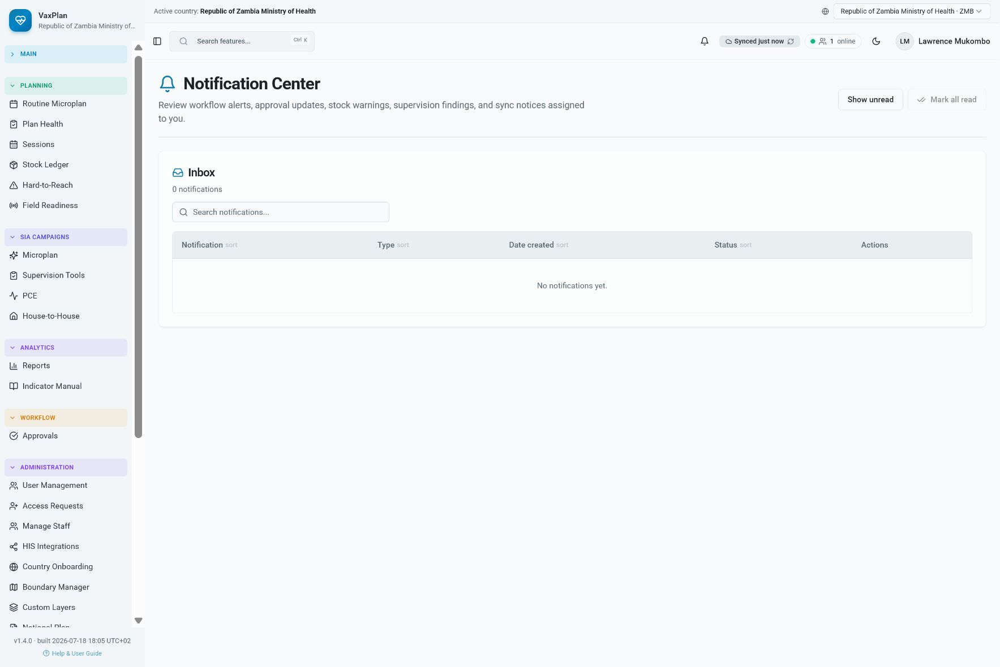 VaxPlan
Republic of Zambia Ministry of...
MAIN
PLANNING
Routine Microplan
Plan Health
Sessions
Stock Ledger
Hard-to-Reach
Field Readiness
SIA CAMPAIGNS
Microplan
Supervision Tools
PCE
House-to-House
ANALYTICS
Reports
Indicator Manual
WORKFLOW
Approvals
ADMINISTRATION
User Management
Access Requests
Manage Staff
HIS Integrations
Country Onboarding
Boundary Manager
Custom Layers
National Plan
v1.4.0 · built 2026-07-18 18:05 UTC+02
Help & User Guide
Active country: Republic of Zambia Ministry of Health
Republic of Zambia Ministry of Health · ZMB
Search features... Ctrl K
Synced just now
1 online
LM Lawrence Mukombo
Notification Center
Review workflow alerts, approval updates, stock warnings, supervision findings, and sync notices assigned
to you.
Show unread
Mark all read
Inbox
0 notifications
Search notifications...
Notification sort Type sort Date created sort Status sort Actions
No notifications yet.